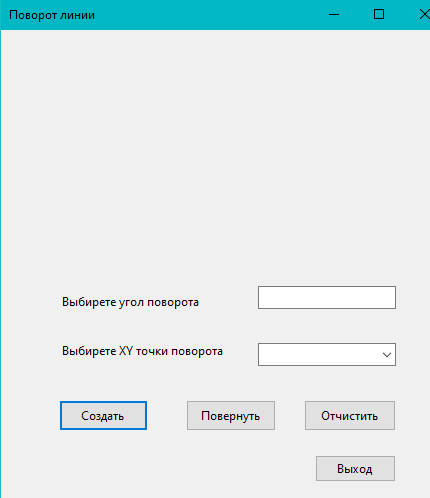 Поворот линии
Выбирете угол поворота
Выбирете XY точки поворота
Создать
Повернуть
Отчистить
Выход